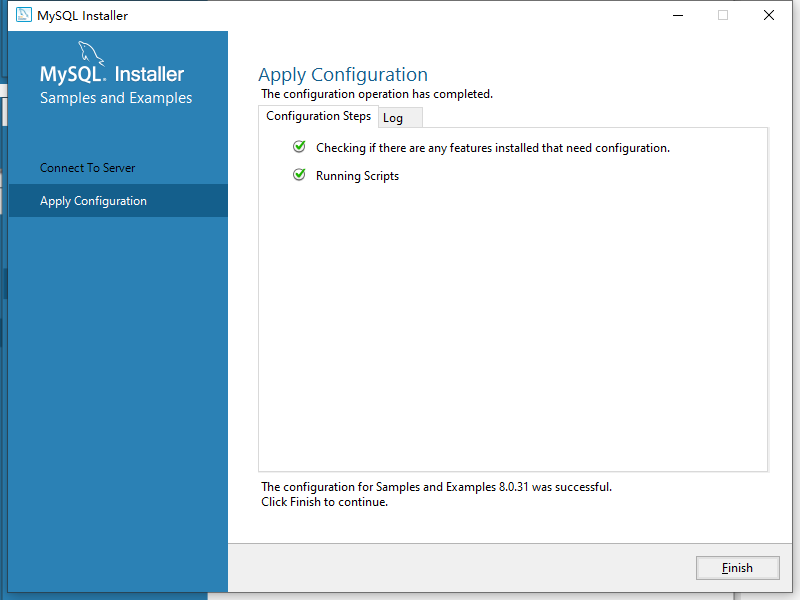 MySQL Installer
MySQL. Installer
Samples and Examples
Connect To Server
Apply Configuration
Apply Configuration
The configuration operation has completed.
Configuration Steps
Log
Checking if there are any features installed that need configuration.
Running Scripts
The configuration for Samples and Examples 8.0.31 was successful.
Click Finish to continue.
Finish